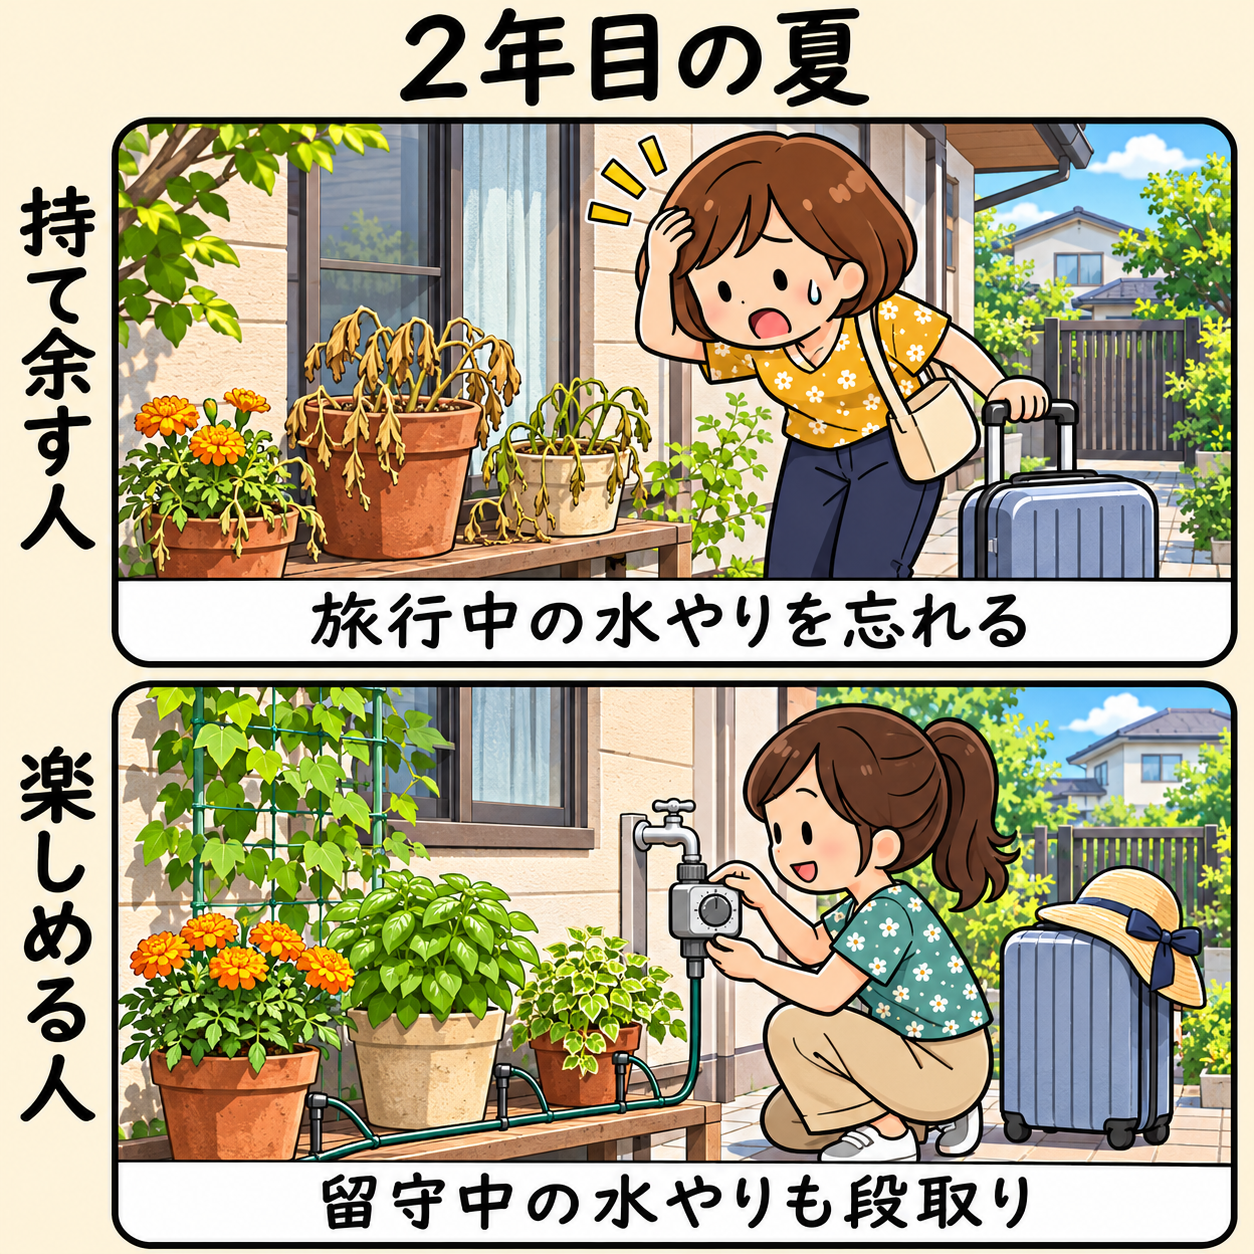 2年目の夏
持て余す人
旅行中の水やりを忘れる
楽しめる人
留守中の水やりも段取り